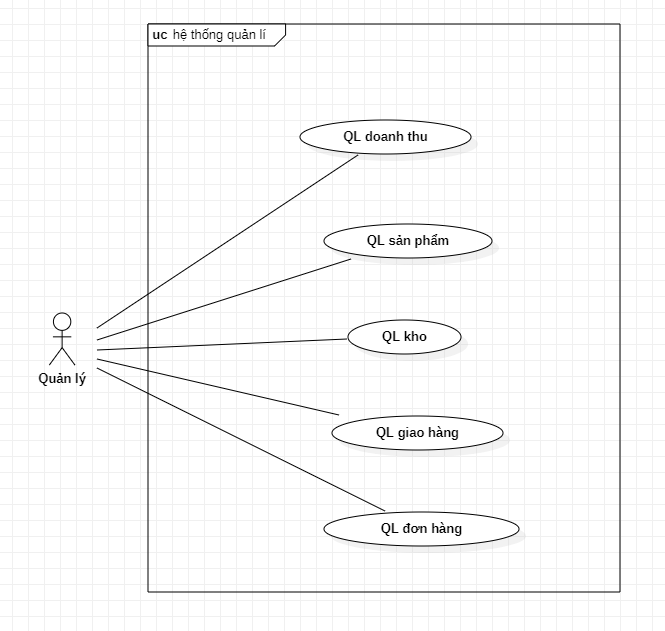 uc hệ thống quản lí
QL doanh thu
QL sản phẩm
QL kho
Quản lý
QL giao hàng
QL đơn hàng